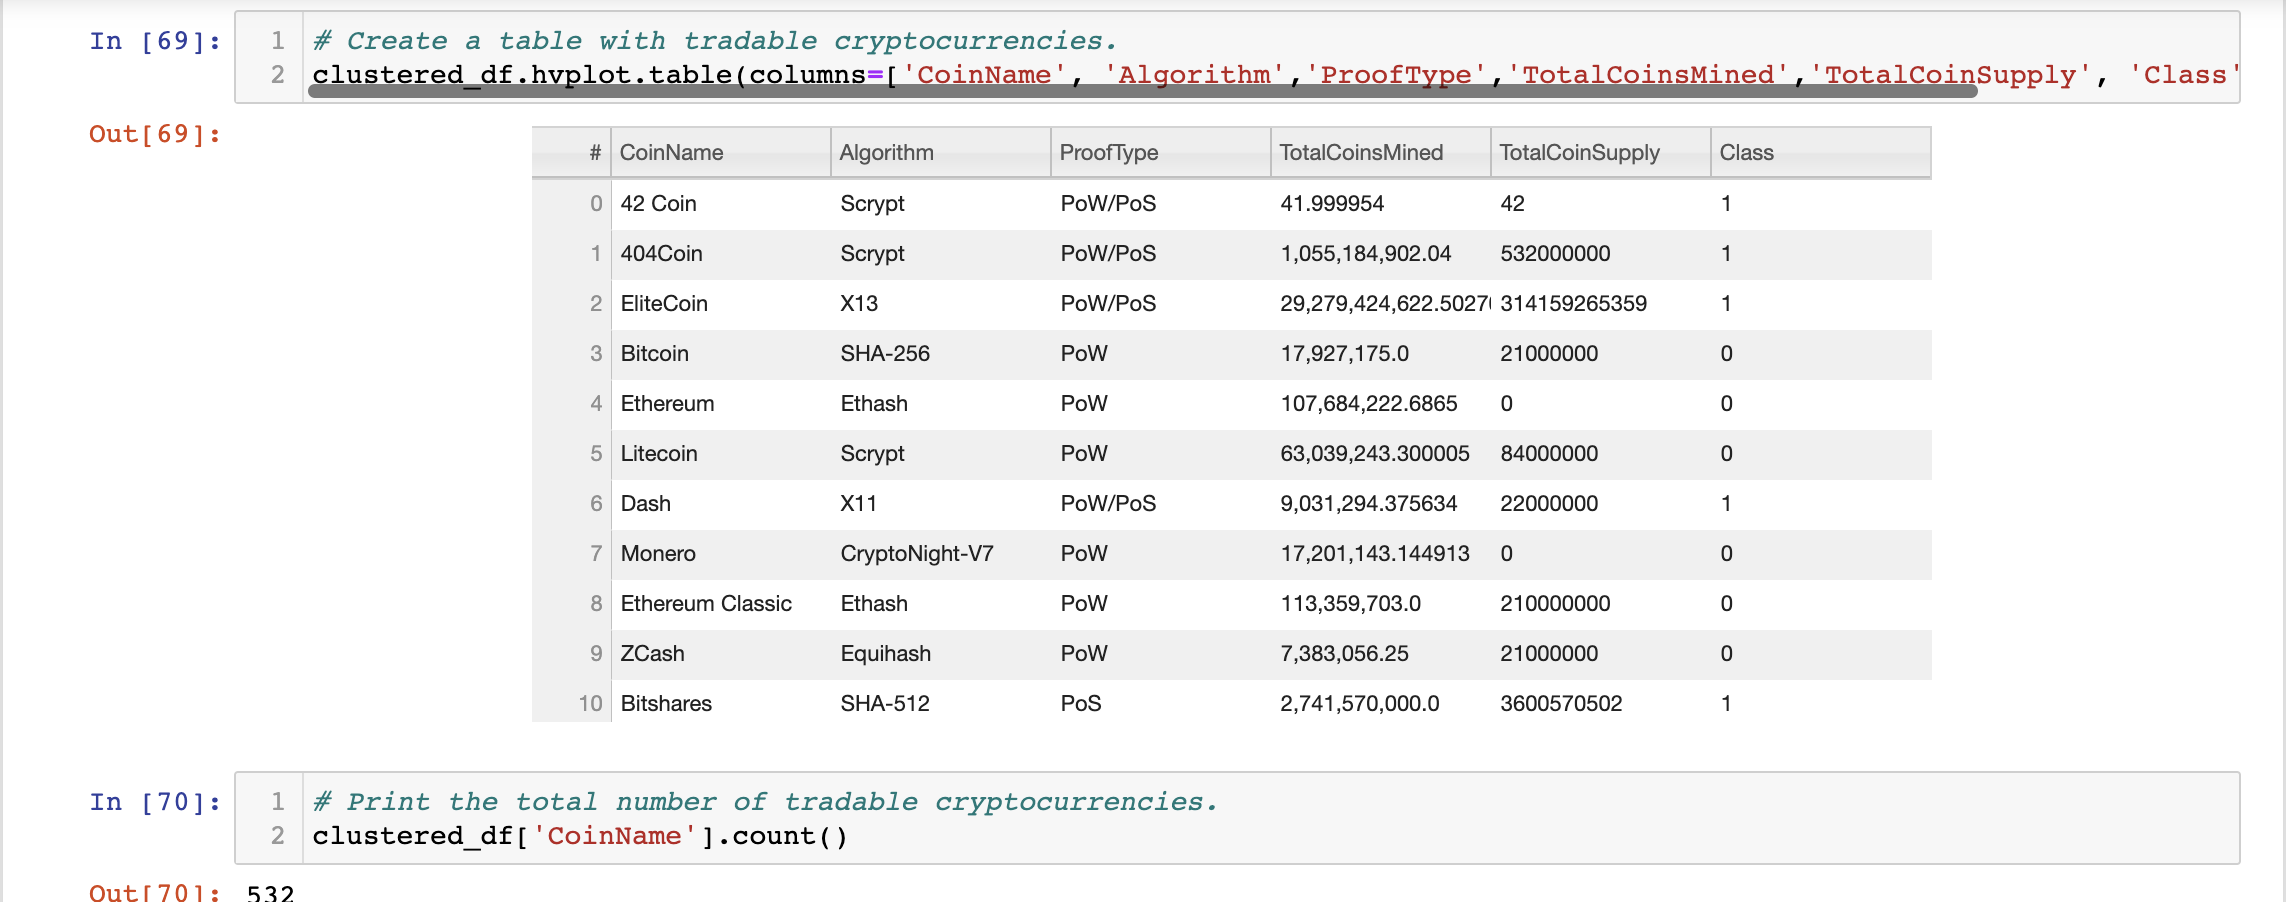 In [69]:
1 # Create a table with tradable cryptocurrencies.
2 clustered_df.hvplot.table(columns=['CoinName', 'Algorithm','ProofType','TotalCoinsMined','TotalCoinSupply', 'Class'
Out[69]:
# CoinName Algorithm ProofType TotalCoinsMined TotalCoinSupply Class
0 42 Coin Scrypt PoW/PoS 41.999954 42 1
1 404Coin Scrypt PoW/PoS 1,055,184,902.04 532000000 1
2 EliteCoin X13 PoW/PoS 29,279,424,622.5027 314159265359 1
3 Bitcoin SHA-256 PoW 17,927,175.0 21000000 0
4 Ethereum Ethash PoW 107,684,222.6865 0 0
5 Litecoin Scrypt PoW 63,039,243.300005 84000000 0
6 Dash X11 PoW/PoS 9,031,294.375634 22000000 1
7 Monero CryptoNight-V7 PoW 17,201,143.144913 0 0
8 Ethereum Classic Ethash PoW 113,359,703.0 210000000 0
9 ZCash Equihash PoW 7,383,056.25 21000000 0
10 Bitshares SHA-512 PoS 2,741,570,000.0 3600570502 1
In [70]:
1 # Print the total number of tradable cryptocurrencies.
2 clustered_df['CoinName'].count()
Out[70]: 532